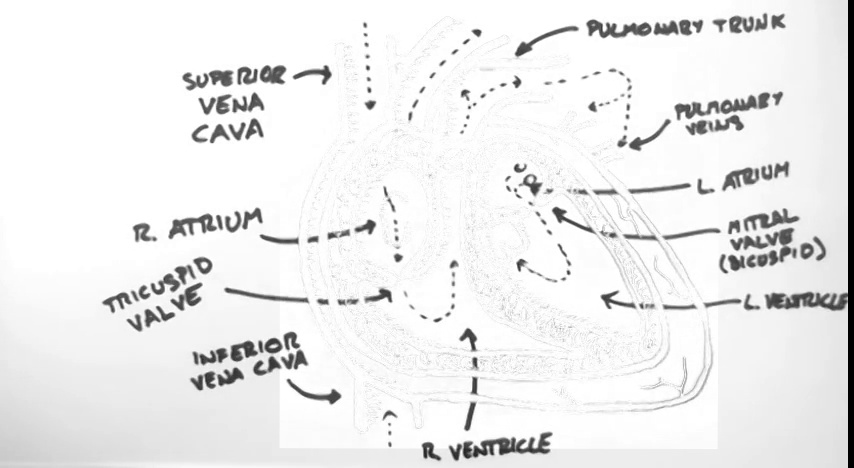 PULMONARY TRUNK
SUPERIOR
VENA
CAVA
PULMONARY
VEINS
L. ATRIUM
R. ATRIUM
MITRAL
VALVE
(BICUSPID)
TRICUSPID
VALVE
L. VENTRICLE
INFERIOR
VENA CAVA
R. VENTRICLE